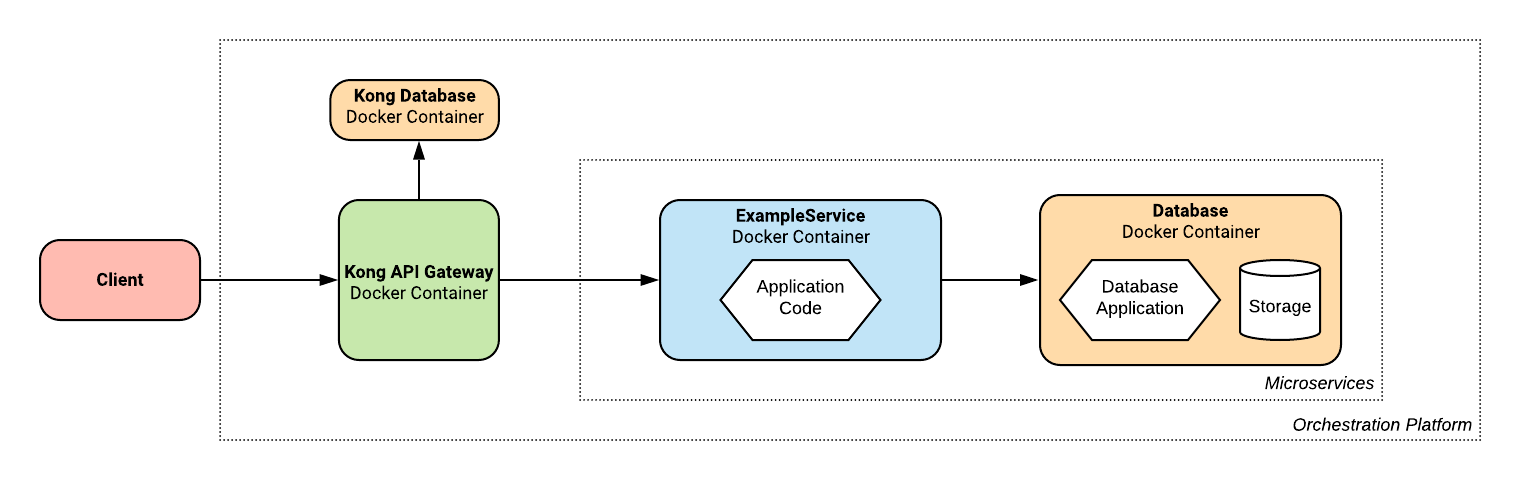 Kong Database
Docker Container
Client
Kong API Gateway
Docker Container
ExampleService
Docker Container
Application
Code
Database
Docker Container
Database
Application
Storage
Microservices
Orchestration Platform